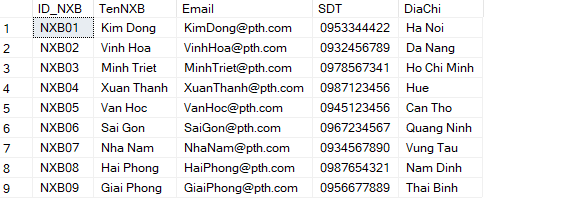 ID_NXB TenNXB Email SDT DiaChi
1 NXB01 Kim Dong KimDong@pth.com 0953344422 Ha Noi
2 NXB02 Vinh Hoa VinhHoa@pth.com 0932456789 Da Nang
3 NXB03 Minh Triet MinhTriet@pth.com 0978567341 Ho Chi Minh
4 NXB04 Xuan Thanh XuanThanh@pth.com 0987123456 Hue
5 NXB05 Van Hoc VanHoc@pth.com 0945123456 Can Tho
6 NXB06 Sai Gon SaiGon@pth.com 0967234567 Quang Ninh
7 NXB07 Nha Nam NhaNam@pth.com 0934567890 Vung Tau
8 NXB08 Hai Phong HaiPhong@pth.com 0987654321 Nam Dinh
9 NXB09 Giai Phong GiaiPhong@pth.com 0956677889 Thai Binh